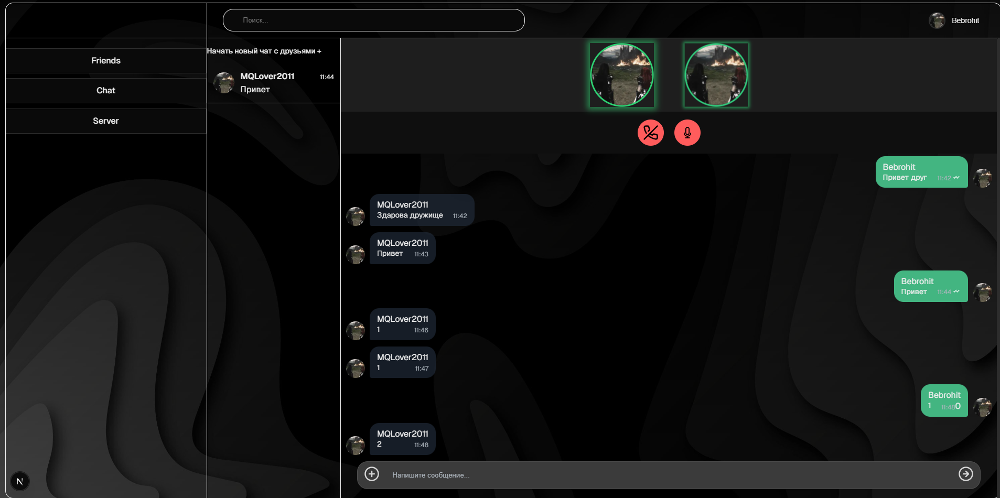 Поиск...
Bebrohit
Friends
Chat
Server
Начать новый чат с друзьями +
MQLover2011 11:44
Привет
Bebrohit
Привет друг 11:42
MQLover2011
Здарова дружище 11:42
MQLover2011
Привет 11:43
Bebrohit
Привет 11:44
MQLover2011
1 11:46
MQLover2011
1 11:47
Bebrohit
1 11:480
MQLover2011
2 11:48
Напишите сообщение...
N